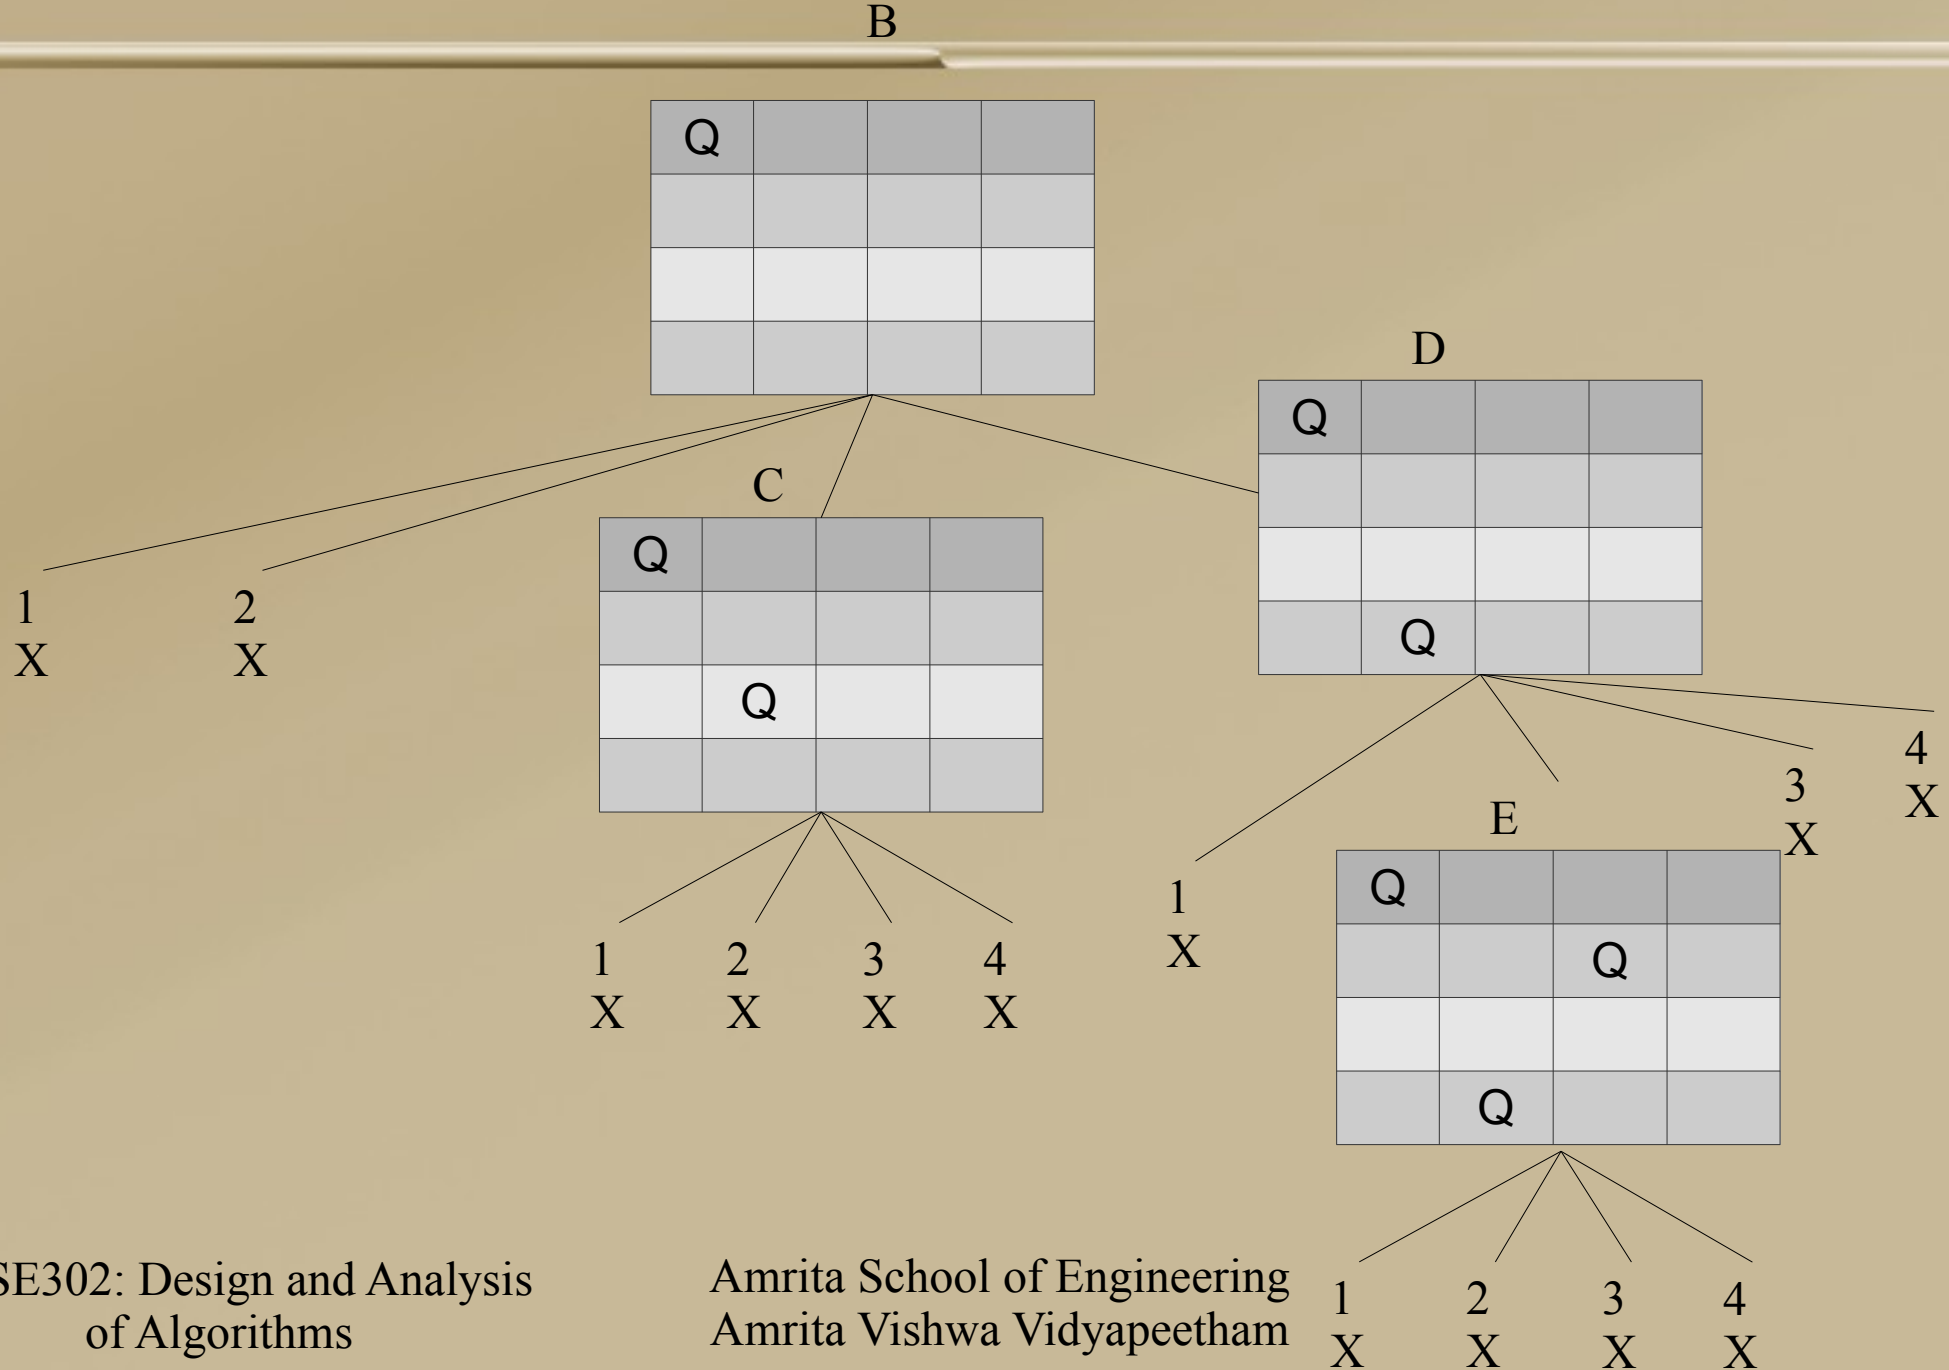 B
Q
D
Q
C
Q
1
X
2
X
Q
Q
4
X
3
X
E
1
X
Q
1
X
2
X
3
X
4
X
Q
Q
SE302: Design and Analysis
of Algorithms
Amrita School of Engineering
Amrita Vishwa Vidyapeetham
1
X
2
X
3
X
4
X